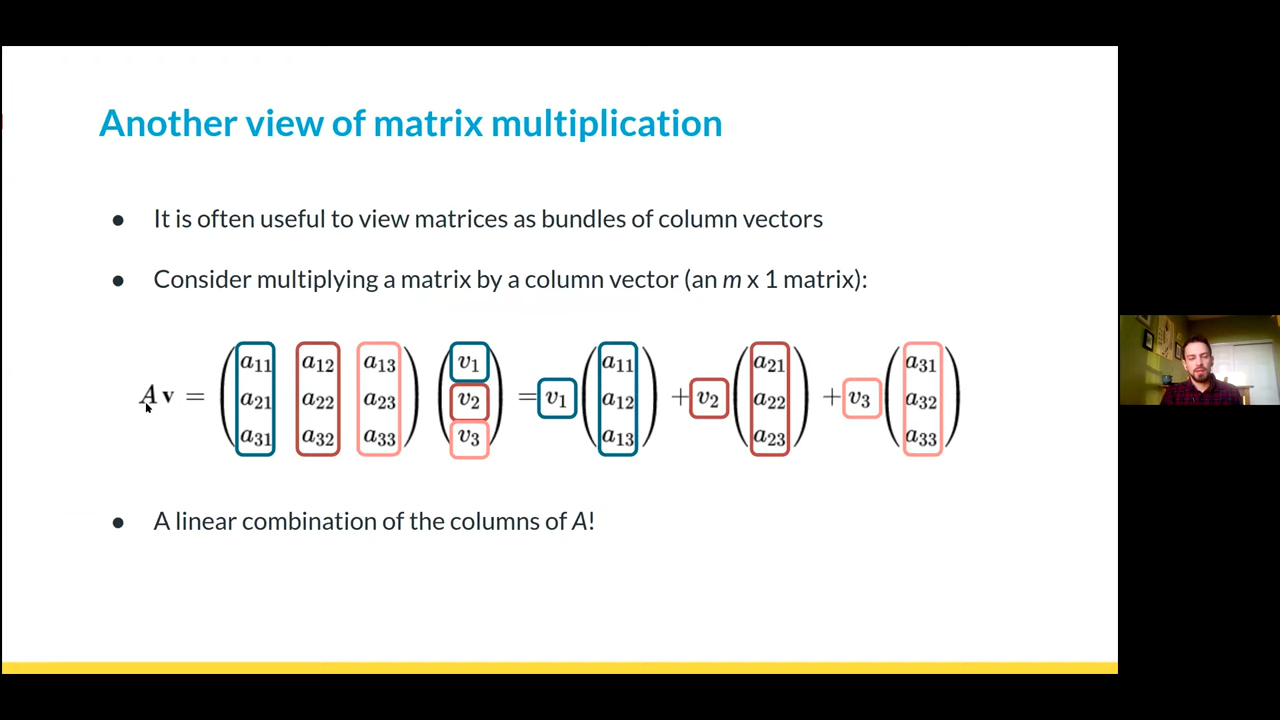 Another view of matrix multiplication
● It is often useful to view matrices as bundles of column vectors
● Consider multiplying a matrix by a column vector (an m x 1 matrix):
A v = ( a11 a12 a13 ; a21 a22 a23 ; a31 a32 a33 ) ( v1 ; v2 ; v3 ) = v1 ( a11 ; a12 ; a13 ) + v2 ( a21 ; a22 ; a23 ) + v3 ( a31 ; a32 ; a33 )
● A linear combination of the columns of A!